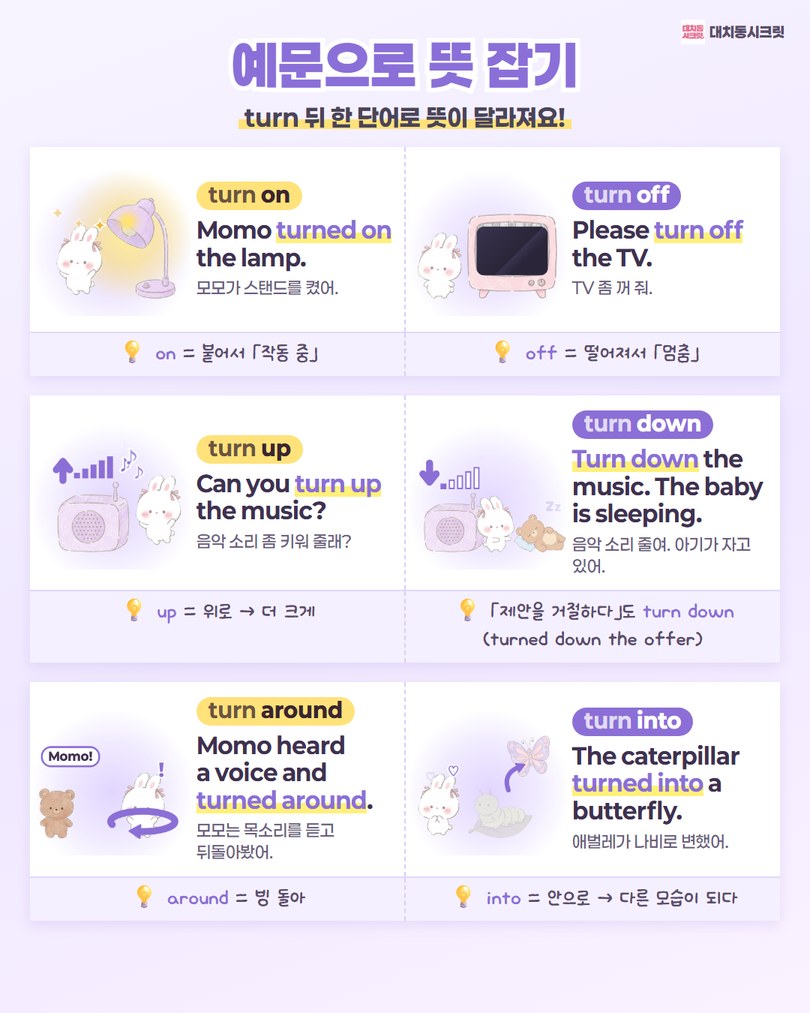 대치동시크릿 대치동시크릿
예문으로 뜻 잡기
turn 뒤 한 단어로 뜻이 달라져요!
turn on
Momo turned on
the lamp.
모모가 스탠드를 켰어.
turn off
Please turn off
the TV.
TV 좀 꺼 줘.
on = 붙어서 「작동 중」
off = 떨어져서 「멈춤」
turn up
Can you turn up
the music?
음악 소리 좀 키워 줄래?
turn down
Turn down the
music. The baby
is sleeping.
음악 소리 줄여. 아기가 자고
있어.
zz
up = 위로 → 더 크게
「제안을 거절하다」도 turn down
(turned down the offer)
Momo!
!
turn around
Momo heard
a voice and
turned around.
모모는 목소리를 듣고
뒤돌아봤어.
turn into
The caterpillar
turned into a
butterfly.
애벌레가 나비로 변했어.
around = 빙 돌아
into = 안으로 → 다른 모습이 되다